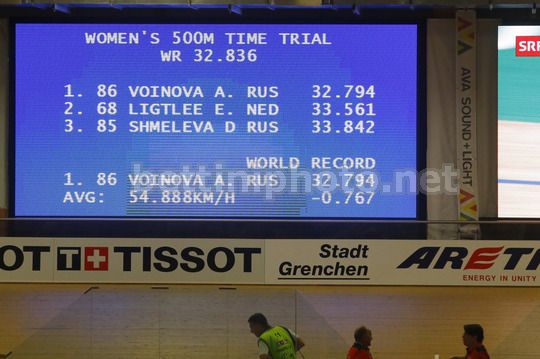 WOMEN'S 500M TIME TRIAL
WR 32.836
1. 86 VOINOVA A. RUS 32.794
2. 68 LIGTLEE E. NED 33.561
3. 85 SHMELEVA D RUS 33.842
WORLD RECORD
1. 86 VOINOVA A. RUS 32.794
AVG: 54.888KM/H -0.767
bettiniphoto.net
AVA SOUND+LIGHT
SRF
TISSOT
T+ TISSOT
Stadt
Grenchen
ARE
ENERGY IN UNITY